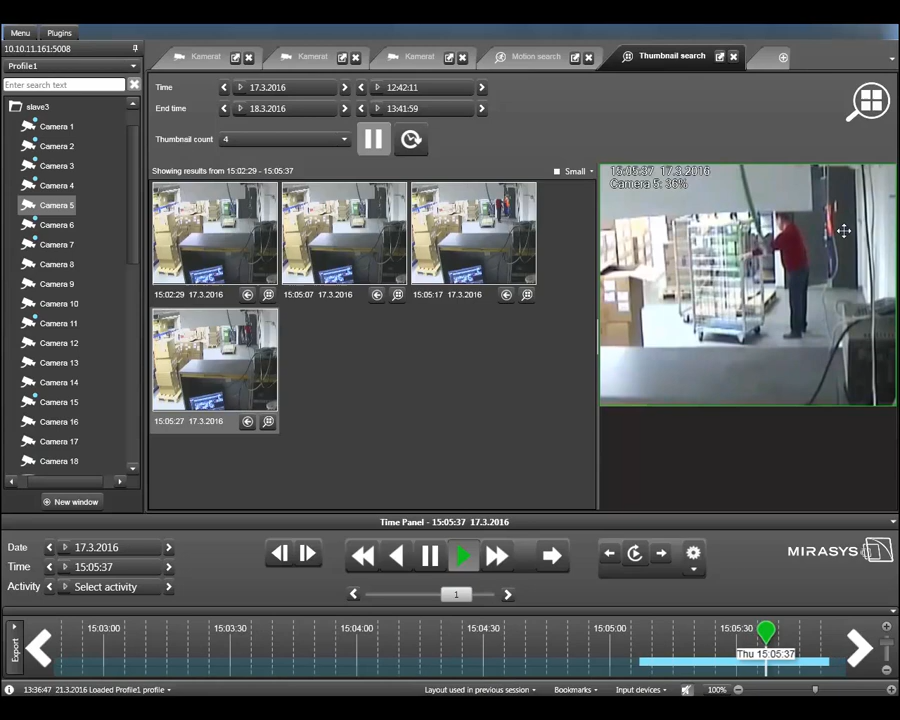 Menu Plugins
10.10.11.161:5008
Profile1
Enter search text
slave3
Camera 1
Camera 2
Camera 3
Camera 4
Camera 5
Camera 6
Camera 7
Camera 8
Camera 9
Camera 10
Camera 11
Camera 12
Camera 13
Camera 14
Camera 15
Camera 16
Camera 17
Camera 18
New window
Kamerat Kamerat Kamerat Motion search Thumbnail search
Time 17.3.2016 12:42:11
End time 18.3.2016 13:41:59
Thumbnail count 4
Showing results from 15:02:29 - 15:05:37 Small
15:02:29 17.3.2016 15:05:07 17.3.2016 15:05:17 17.3.2016
15:05:27 17.3.2016
15:05:37 17.3.2016
Camera 5: 36%
Time Panel - 15:05:37 17.3.2016
Date 17.3.2016
Time 15:05:37
Activity Select activity
1
MIRASYS
Export
15:03:00 15:03:30 15:04:00 15:04:30 15:05:00 15:05:30
Thu 15:05:37
13:36:47 21.3.2016 Loaded Profile1 profile Layout used in previous session Bookmarks Input devices 100%